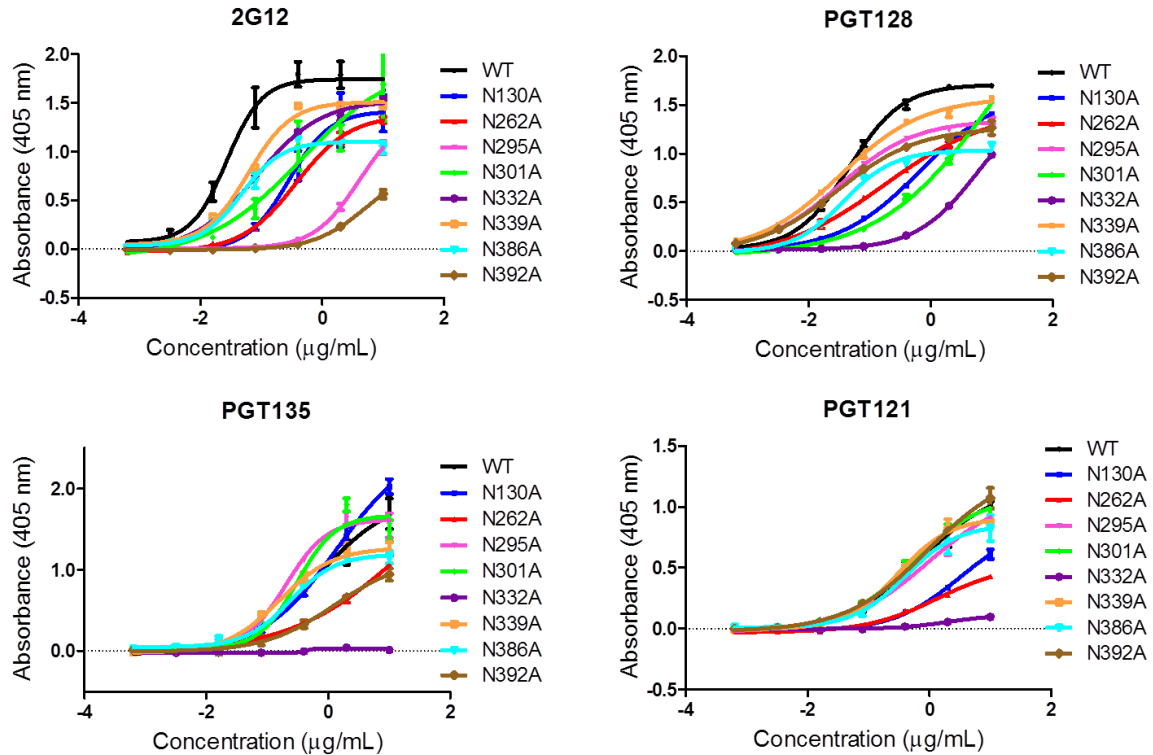 2G12
Absorbance (405 nm)
2.0
1.5
1.0
0.5
0.0
-0.5
-4
-2
0
2
4
Concentration (μg/mL)
WT
N130A
N262A
N295A
N301A
N332A
N339A
N386A
N392A
PGT128
Absorbance (405 nm)
2.0
1.5
1.0
0.5
0.0
-0.5
-4
-2
0
2
Concentration (μg/mL)
WT
N130A
N262A
N295A
N301A
N332A
N339A
N386A
N392A
PGT135
Absorbance (405 nm)
2.0
1.0
0.0
-4
-2
0
2
4
Concentration (μg/mL)
WT
N130A
N262A
N295A
N301A
N332A
N339A
N386A
N392A
PGT121
Absorbance (405 nm)
1.5
1.0
0.5
0.0
-0.5
-4
-2
0
2
Concentration (μg/mL)
WT
N130A
N262A
N295A
N301A
N332A
N339A
N386A
N392A